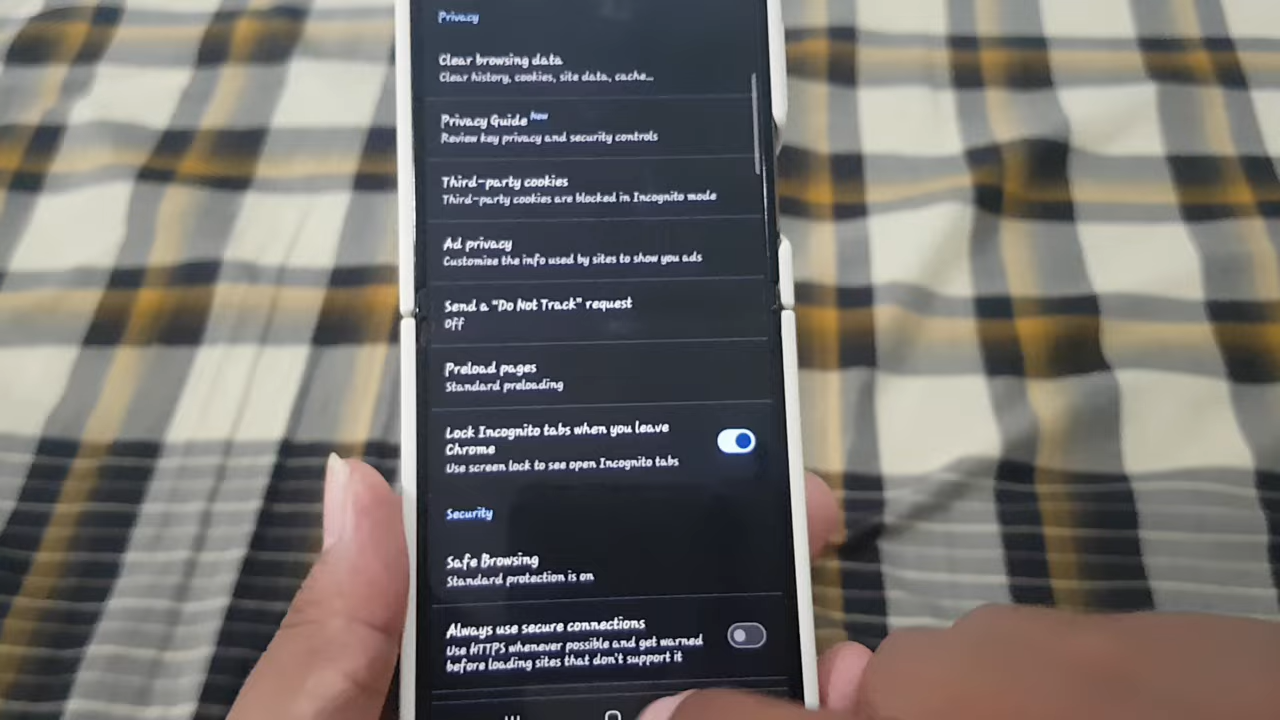 Privacy
Clear browsing data
Clear history, cookies, site data, cache...
Privacy Guide New
Review key privacy and security controls
Third-party cookies
Third-party cookies are blocked in Incognito mode
Ad privacy
Customize the info used by sites to show you ads
Send a "Do Not Track" request
Off
Preload pages
Standard preloading
Lock Incognito tabs when you leave
Chrome
Use screen lock to see open Incognito tabs
Security
Safe Browsing
Standard protection is on
Always use secure connections
Use HTTPS whenever possible and get warned
before loading sites that don't support it